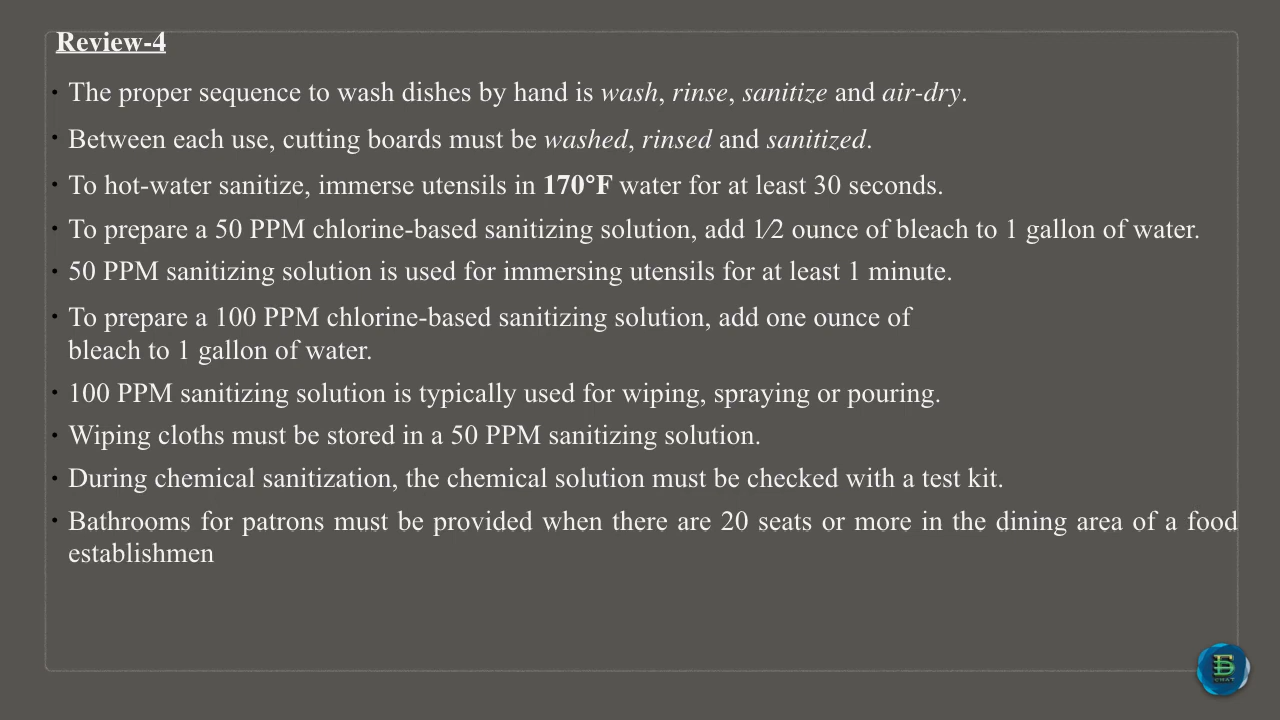 Review-4
• The proper sequence to wash dishes by hand is wash, rinse, sanitize and air-dry.
• Between each use, cutting boards must be washed, rinsed and sanitized.
• To hot-water sanitize, immerse utensils in 170°F water for at least 30 seconds.
• To prepare a 50 PPM chlorine-based sanitizing solution, add 1⁄2 ounce of bleach to 1 gallon of water.
• 50 PPM sanitizing solution is used for immersing utensils for at least 1 minute.
• To prepare a 100 PPM chlorine-based sanitizing solution, add one ounce of
bleach to 1 gallon of water.
• 100 PPM sanitizing solution is typically used for wiping, spraying or pouring.
• Wiping cloths must be stored in a 50 PPM sanitizing solution.
• During chemical sanitization, the chemical solution must be checked with a test kit.
• Bathrooms for patrons must be provided when there are 20 seats or more in the dining area of a food
establishmen